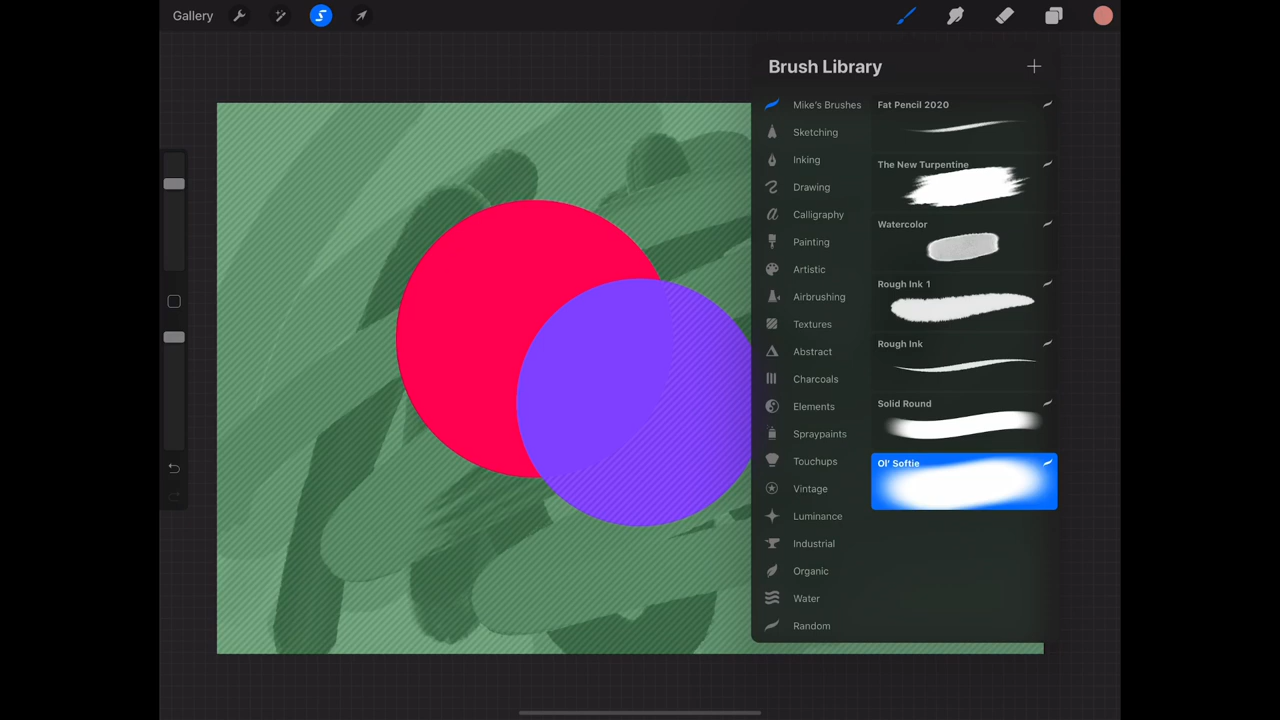 Gallery
Brush Library
Mike's Brushes
Sketching
Inking
Drawing
Calligraphy
Painting
Artistic
Airbrushing
Textures
Abstract
Charcoals
Elements
Spraypaints
Touchups
Vintage
Luminance
Industrial
Organic
Water
Random
Fat Pencil 2020
The New Turpentine
Watercolor
Rough Ink 1
Rough Ink
Solid Round
Ol' Softie